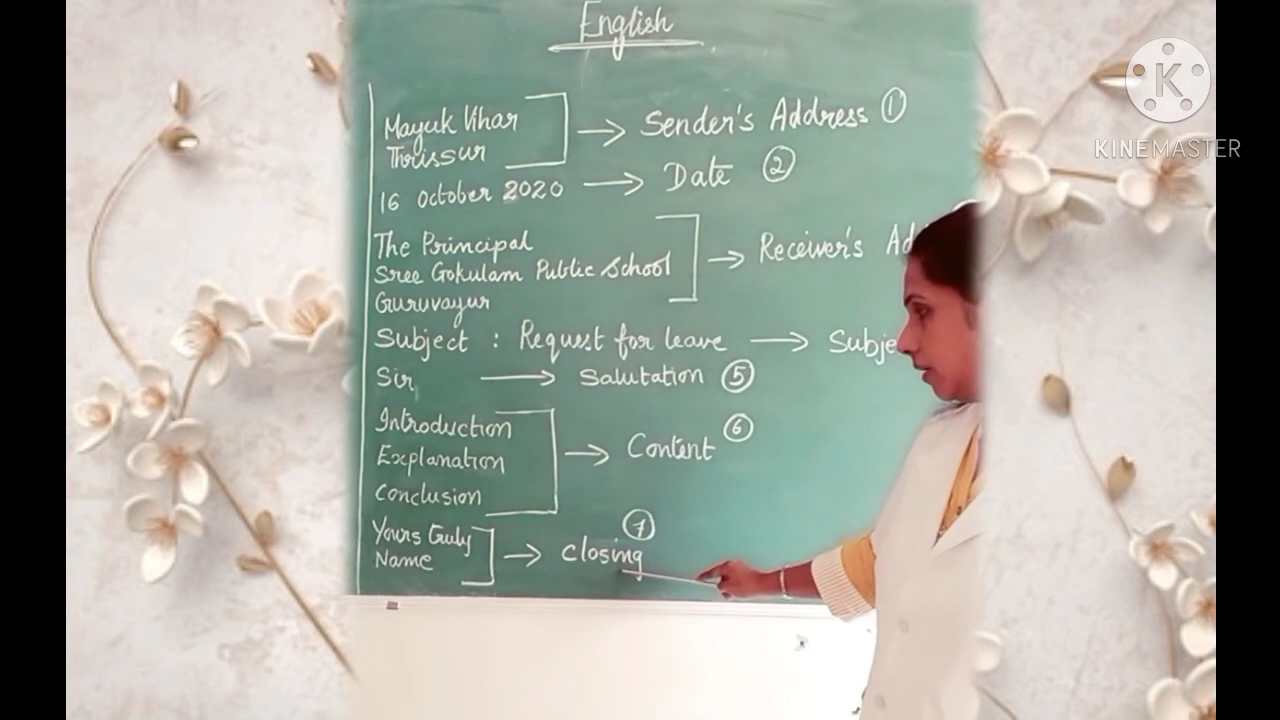 English
Mayuk Vihar
Thrissur → Sender's Address ①
16 October 2020 → Date ②
The Principal
Sree Gokulam Public School → Receiver's
Guruvayur
Subject : Request for leave →
Sir, → Salutation ⑤
Introduction
Explanation → Content ⑥
Conclusion
Yours truly
Name → closing ⑦
K
KINEMASTER